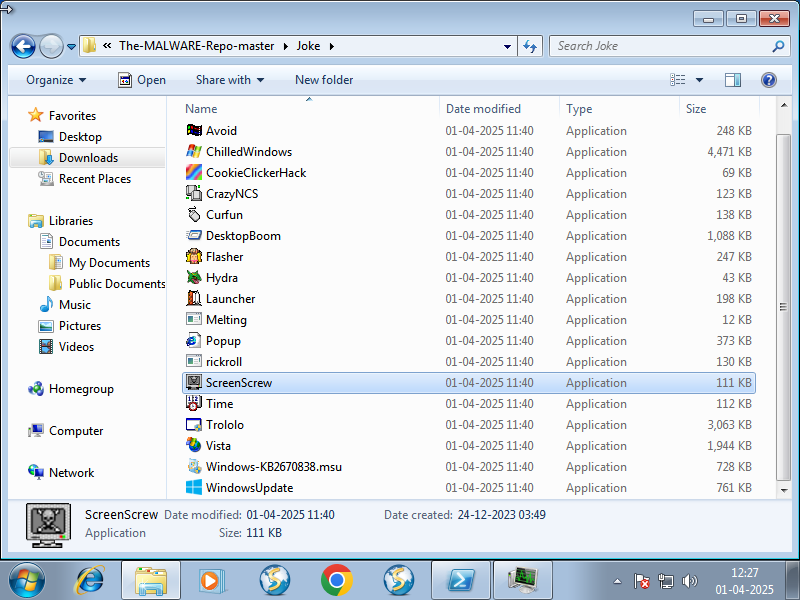 « The-MALWARE-Repo-master Joke
Search Joke
Organize Open Share with New folder
Name Date modified Type Size
Favorites
Desktop
Downloads
Recent Places
Libraries
Documents
My Documents
Public Documents
Music
Pictures
Videos
Homegroup
Computer
Network
Avoid 01-04-2025 11:40 Application 248 KB
ChilledWindows 01-04-2025 11:40 Application 4,471 KB
CookieClickerHack 01-04-2025 11:40 Application 69 KB
CrazyNCS 01-04-2025 11:40 Application 123 KB
Curfun 01-04-2025 11:40 Application 138 KB
DesktopBoom 01-04-2025 11:40 Application 1,088 KB
Flasher 01-04-2025 11:40 Application 247 KB
Hydra 01-04-2025 11:40 Application 43 KB
Launcher 01-04-2025 11:40 Application 198 KB
Melting 01-04-2025 11:40 Application 12 KB
Popup 01-04-2025 11:40 Application 373 KB
rickroll 01-04-2025 11:40 Application 130 KB
ScreenScrew 01-04-2025 11:40 Application 111 KB
Time 01-04-2025 11:40 Application 112 KB
Trololo 01-04-2025 11:40 Application 3,063 KB
Vista 01-04-2025 11:40 Application 1,944 KB
Windows-KB2670838.msu 01-04-2025 11:40 Application 728 KB
WindowsUpdate 01-04-2025 11:40 Application 761 KB
ScreenScrew Date modified: 01-04-2025 11:40 Date created: 24-12-2023 03:49
Application Size: 111 KB
12:27
01-04-2025